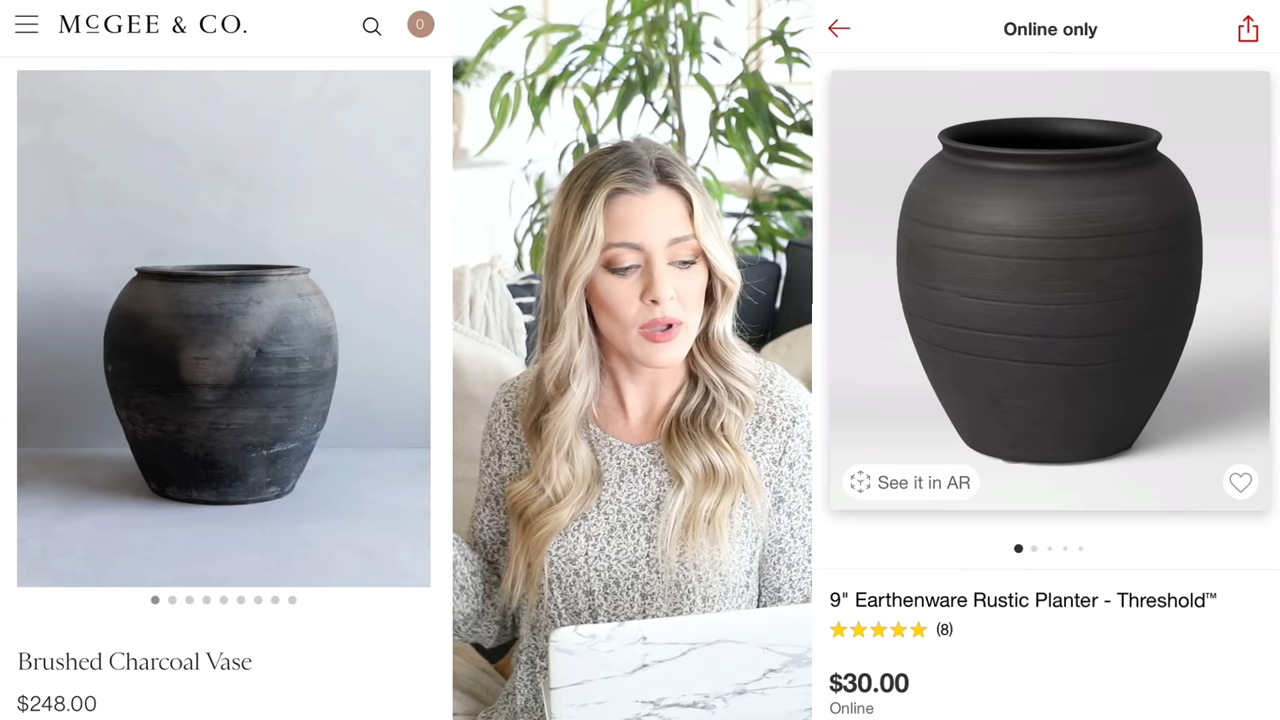 McGEE & CO.
0
Brushed Charcoal Vase
$248.00
Online only
See it in AR
9" Earthenware Rustic Planter - Threshold™
(8)
$30.00
Online